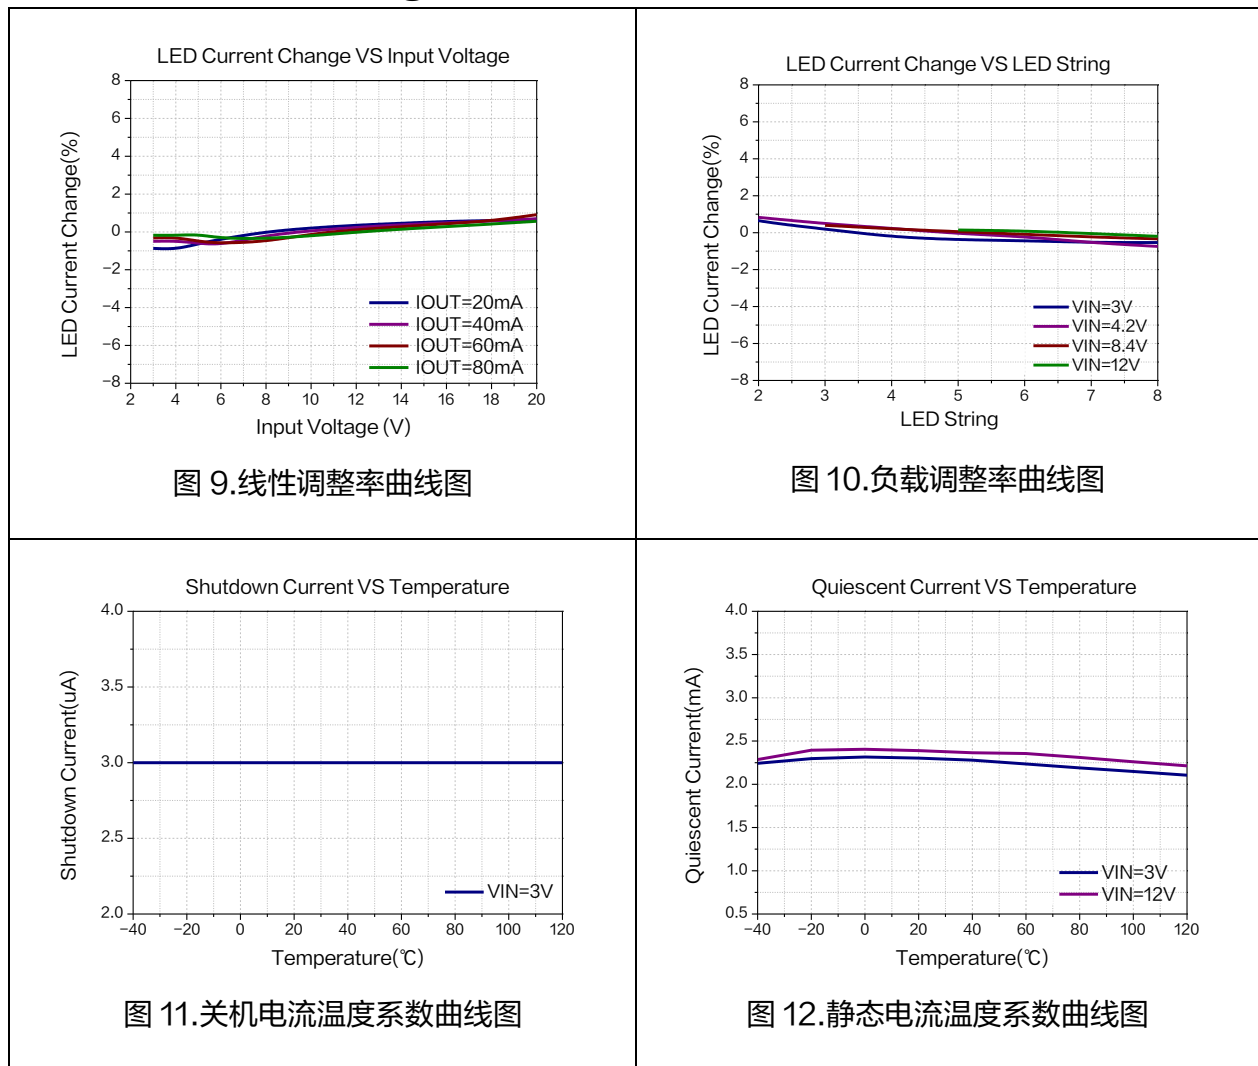 LED Current Change VS Input Voltage
8
6
4
2
0
−2
−4
−6
−8
LED Current Change(%)
IOUT=20mA
IOUT=40mA
IOUT=60mA
IOUT=80mA
2 4 6 8 10 12 14 16 18 20
Input Voltage (V)
图 9.线性调整率曲线图
LED Current Change VS LED String
8
6
4
2
0
−2
−4
−6
−8
LED Current Change(%)
VIN=3V
VIN=4.2V
VIN=8.4V
VIN=12V
2 3 4 5 6 7 8
LED String
图 10.负载调整率曲线图
Shutdown Current VS Temperature
4.0
3.5
3.0
2.5
2.0
Shutdown Current(uA)
VIN=3V
−40 −20 0 20 40 60 80 100 120
Temperature(℃)
图 11.关机电流温度系数曲线图
Quiescent Current VS Temperature
4.0
3.5
3.0
2.5
2.0
1.5
1.0
0.5
Quiescent Current(mA)
VIN=3V
VIN=12V
−40 −20 0 20 40 60 80 100 120
Temperature(℃)
图 12.静态电流温度系数曲线图